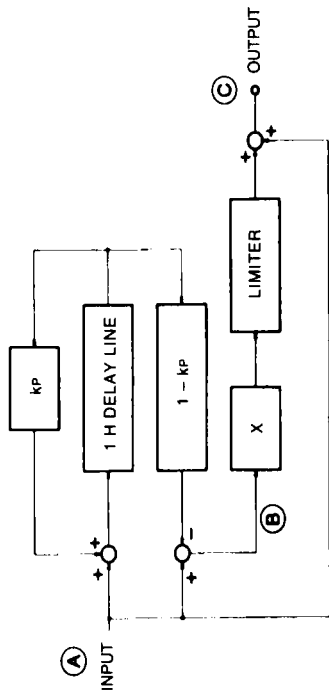 kP
1 H DELAY LINE
1 – kP
X
LIMITER
A
INPUT
B
C
OUTPUT
+
+
+
–
+
+